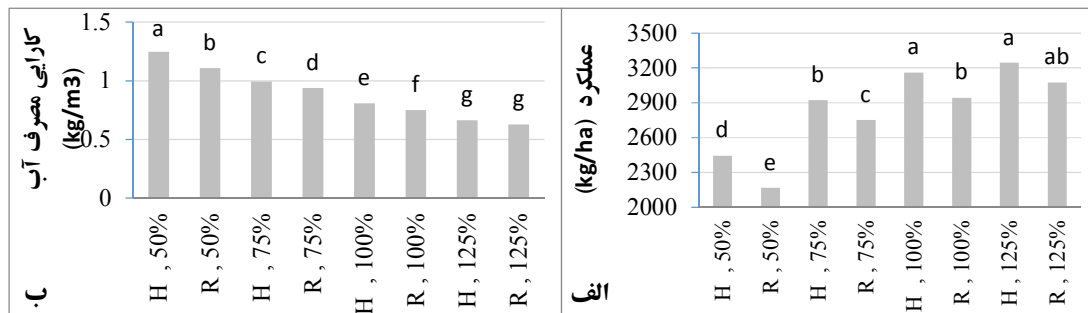 کارایی مصرف آب
(kg/m3)
1.5
1
0.5
0
a
b
c
d
e
f
g
g
H , 50%
R , 50%
H , 75%
R , 75%
H , 100%
R , 100%
H , 125%
R , 125%
ب
عملکرد (kg/ha)
3500
3200
2900
2600
2300
2000
d
e
b
c
a
b
a
ab
H , 50%
R , 50%
H , 75%
R , 75%
H , 100%
R , 100%
H , 125%
R , 125%
الف